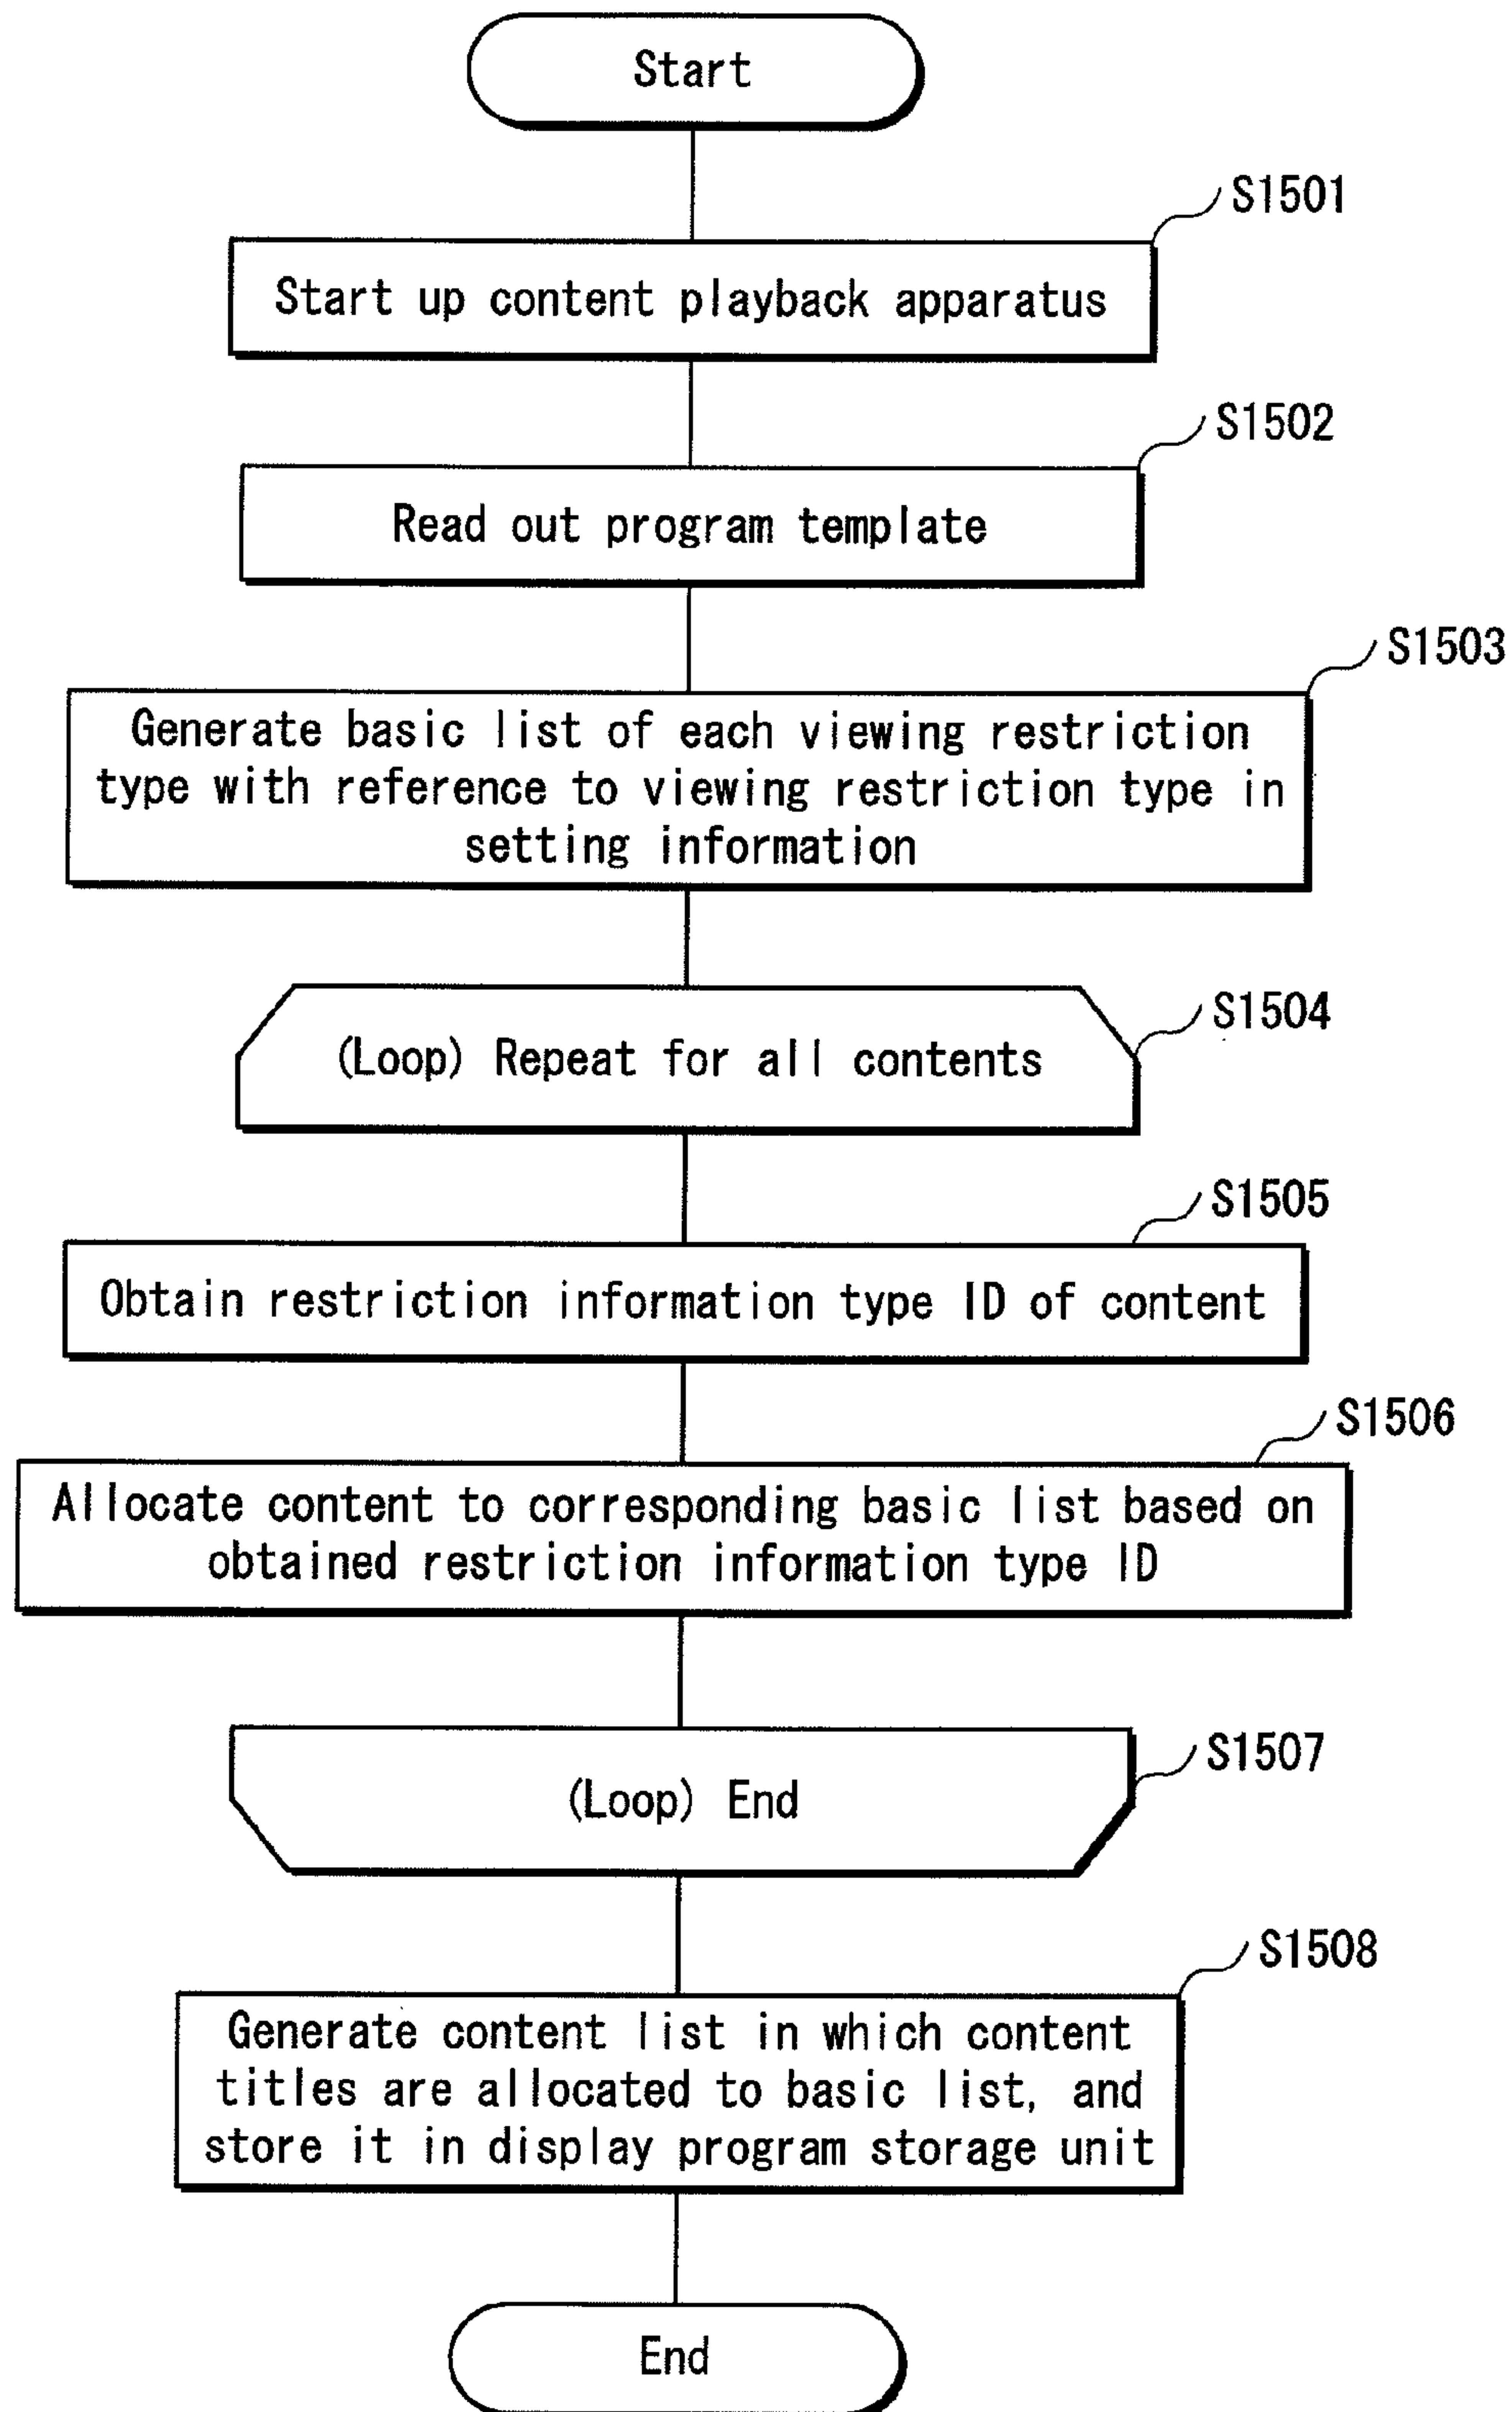 Start
S1501
Start up content playback apparatus
S1502
Read out program template
S1503
Generate basic list of each viewing restriction
type with reference to viewing restriction type in
setting information
S1504
(Loop) Repeat for all contents
S1505
Obtain restriction information type ID of content
S1506
Allocate content to corresponding basic list based on
obtained restriction information type ID
S1507
(Loop) End
S1508
Generate content list in which content
titles are allocated to basic list, and
store it in display program storage unit
End